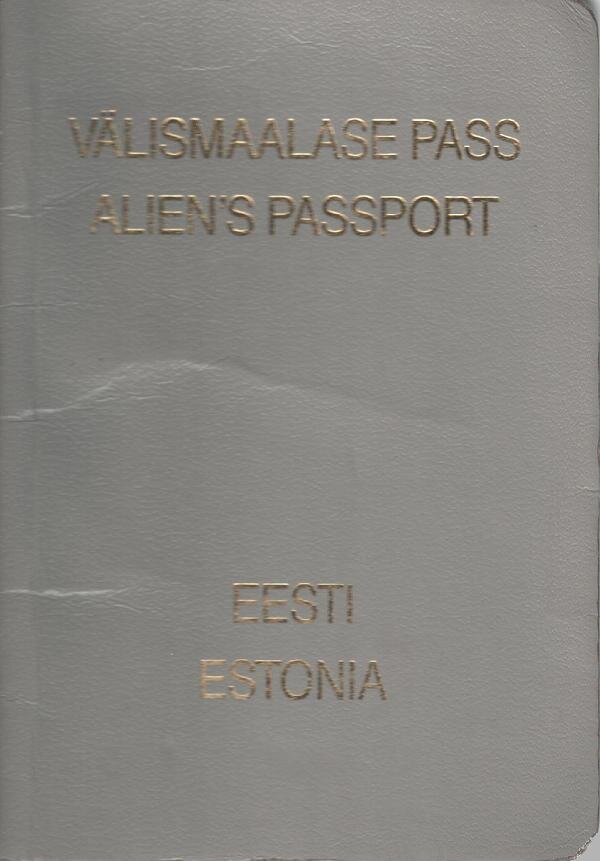 VÄLISMAALASE PASS
ALIEN'S PASSPORT
EESTI
ESTONIA